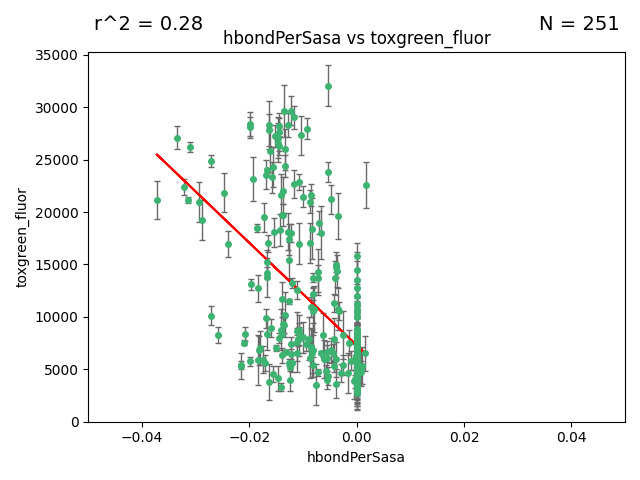 r^2 = 0.28
N = 251
hbondPerSasa vs toxgreen_fluor
35000
30000
25000
20000
15000
10000
5000
0
toxgreen_fluor
−0.04
−0.02
0.00
0.02
0.04
hbondPerSasa